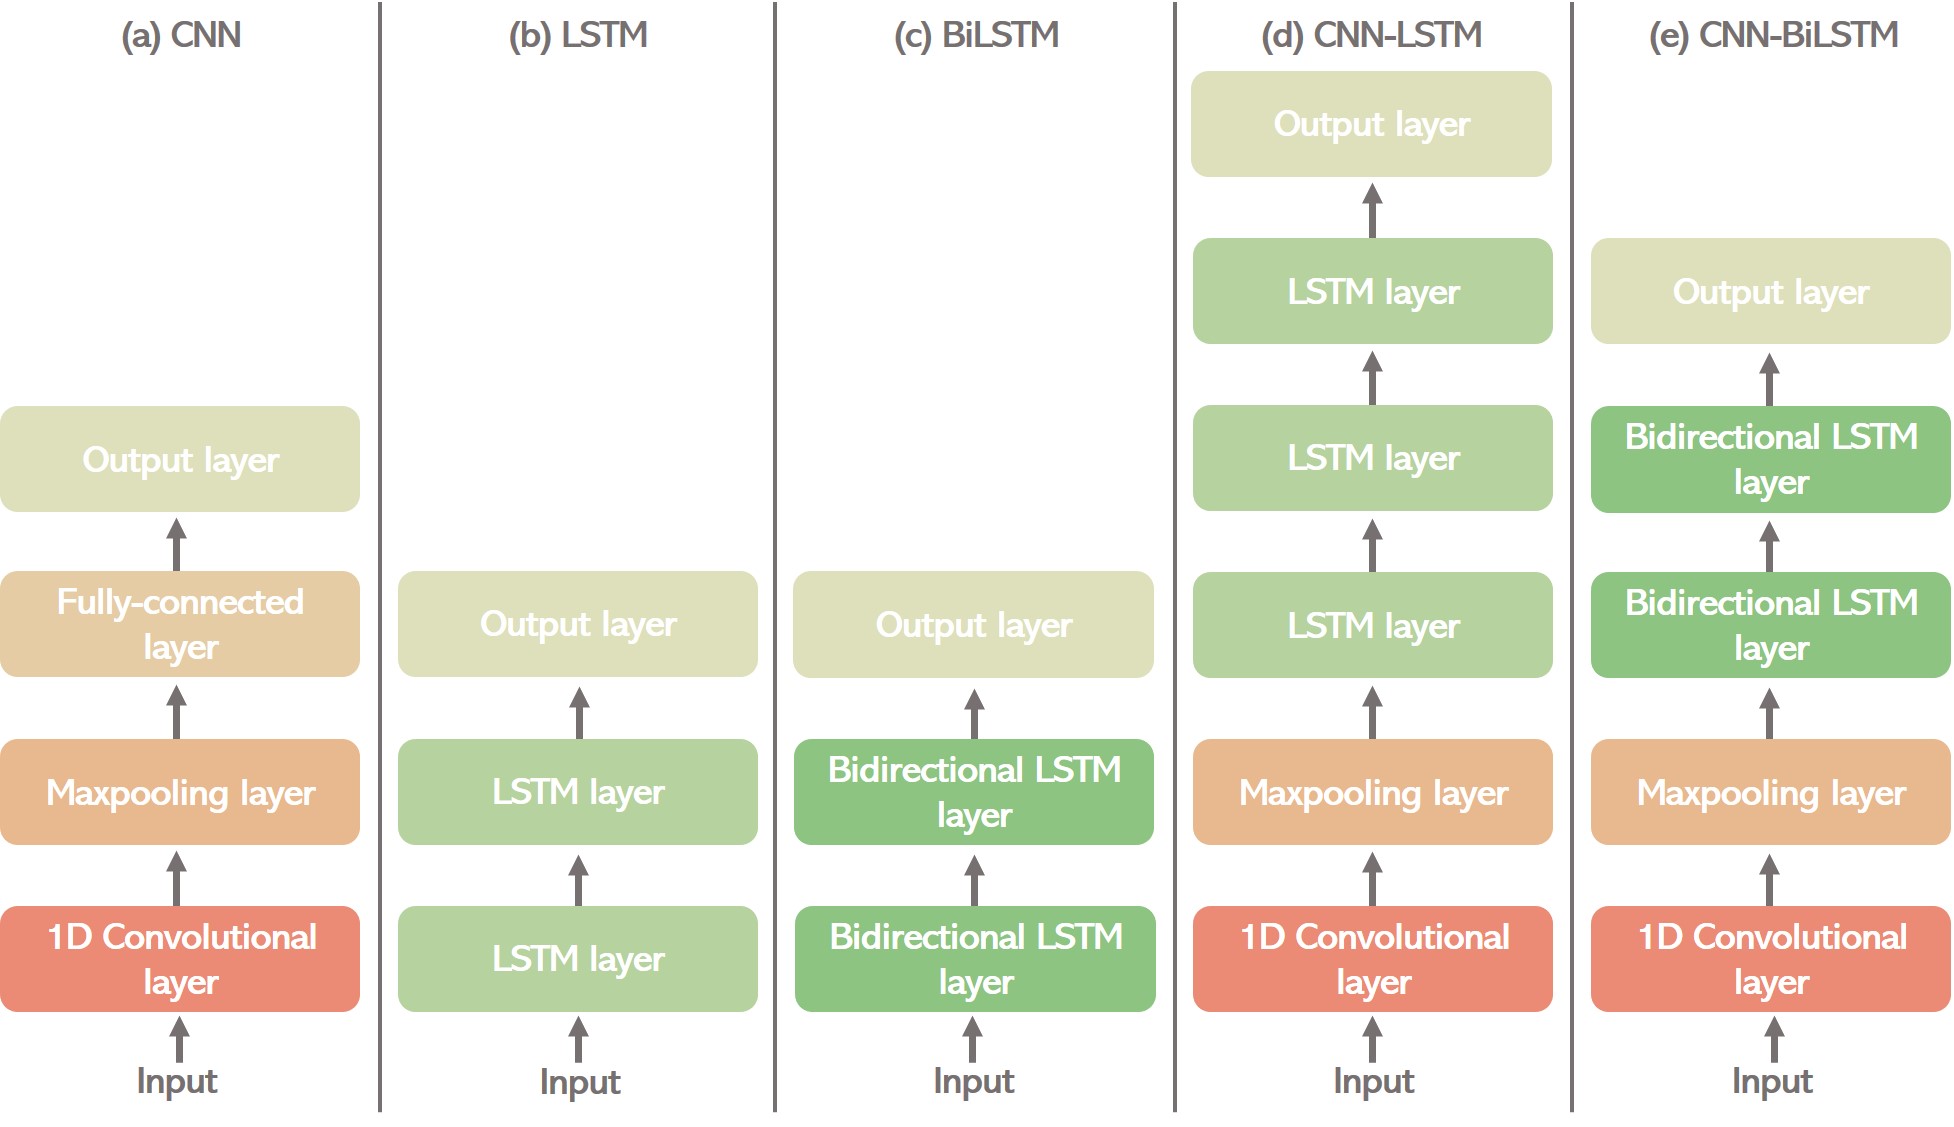 (a) CNN
Output layer
Fully-connected
layer
Maxpooling layer
1D Convolutional
layer
Input
(b) LSTM
Output layer
LSTM layer
LSTM layer
Input
(c) BiLSTM
Output layer
Bidirectional LSTM
layer
Bidirectional LSTM
layer
Input
(d) CNN-LSTM
Output layer
LSTM layer
LSTM layer
LSTM layer
Maxpooling layer
1D Convolutional
layer
Input
(e) CNN-BiLSTM
Output layer
Bidirectional LSTM
layer
Bidirectional LSTM
layer
Maxpooling layer
1D Convolutional
layer
Input